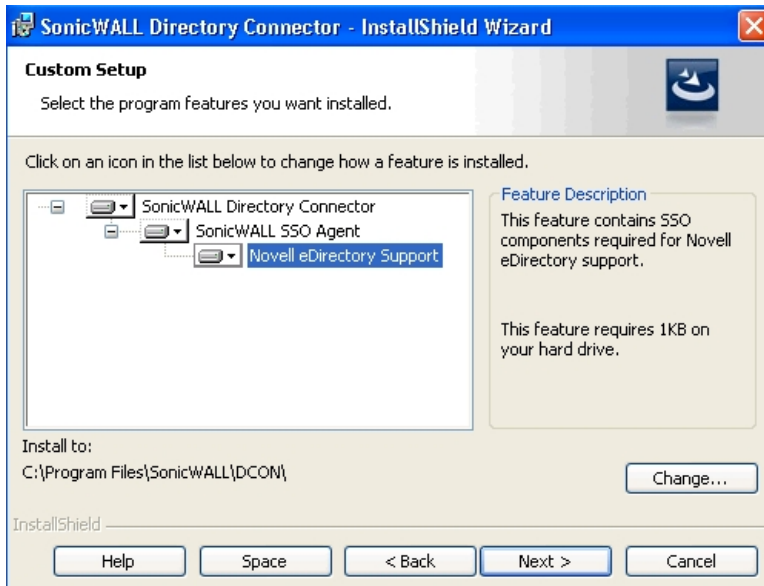 SonicWALL Directory Connector - InstallShield Wizard
Custom Setup
Select the program features you want installed.
Click on an icon in the list below to change how a feature is installed.
SonicWALL Directory Connector
SonicWALL SSO Agent
Novell eDirectory Support
Feature Description
This feature contains SSO
components required for Novell
eDirectory support.
This feature requires 1KB on
your hard drive.
Install to:
C:\Program Files\SonicWALL\DCON\
Change...
InstallShield
Help
Space
< Back
Next >
Cancel